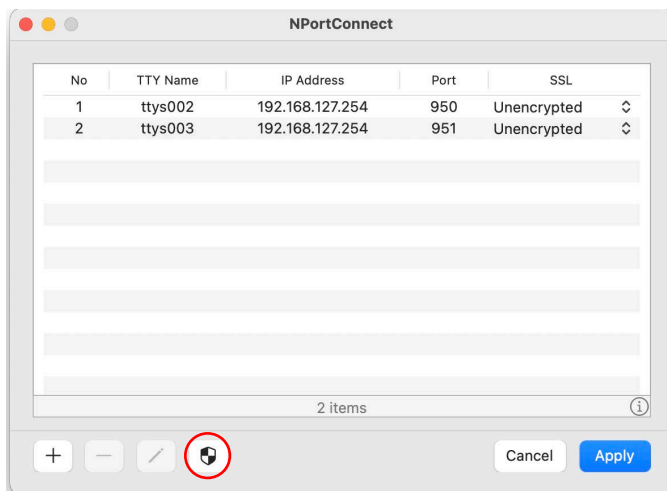 NPortConnect
No TTY Name IP Address Port SSL
1 ttys002 192.168.127.254 950 Unencrypted
2 ttys003 192.168.127.254 951 Unencrypted
2 items
Cancel Apply